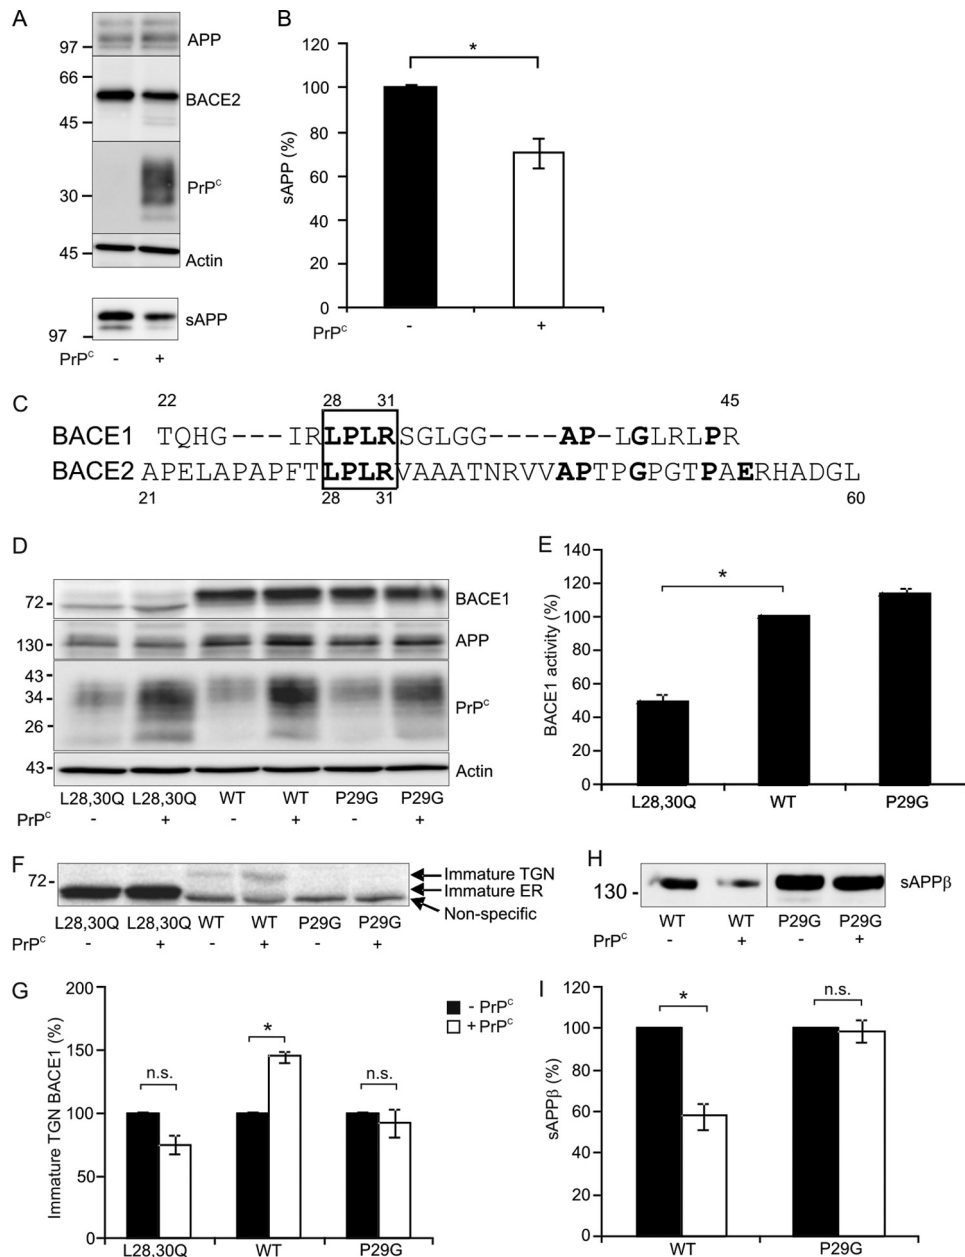 A
97
66
45
30
45
97
APP
BACE2
PrPᶜ
Actin
sAPP
PrPᶜ - +
B
*
sAPP (%)
120
100
80
60
40
20
0
PrPᶜ - +
C
22 28 31 45
BACE1 TQHG---IRLPLRSGLGG----AP-LGLRLPR
BACE2 APELAPAPFTLPLRVAAATNRVVAPTPGPGTPAERHADGL
21 28 31 60
D
72
130
43
34
26
43
BACE1
APP
PrPᶜ
Actin
L28,30Q L28,30Q WT WT P29G P29G
PrPᶜ - + - + - +
E
*
BACE1 activity (%)
140
120
100
80
60
40
20
0
L28,30Q WT P29G
F
72
Immature TGN
Immature ER
Non-specific
L28,30Q L28,30Q WT WT P29G P29G
PrPᶜ - + - + - +
H
130
sAPPβ
WT WT P29G P29G
PrPᶜ - + - +
G
Immature TGN BACE1 (%)
200
150
100
50
0
n.s. * n.s.
- PrPᶜ
+ PrPᶜ
L28,30Q WT P29G
I
sAPPβ (%)
120
100
80
60
40
20
0
* n.s.
WT P29G